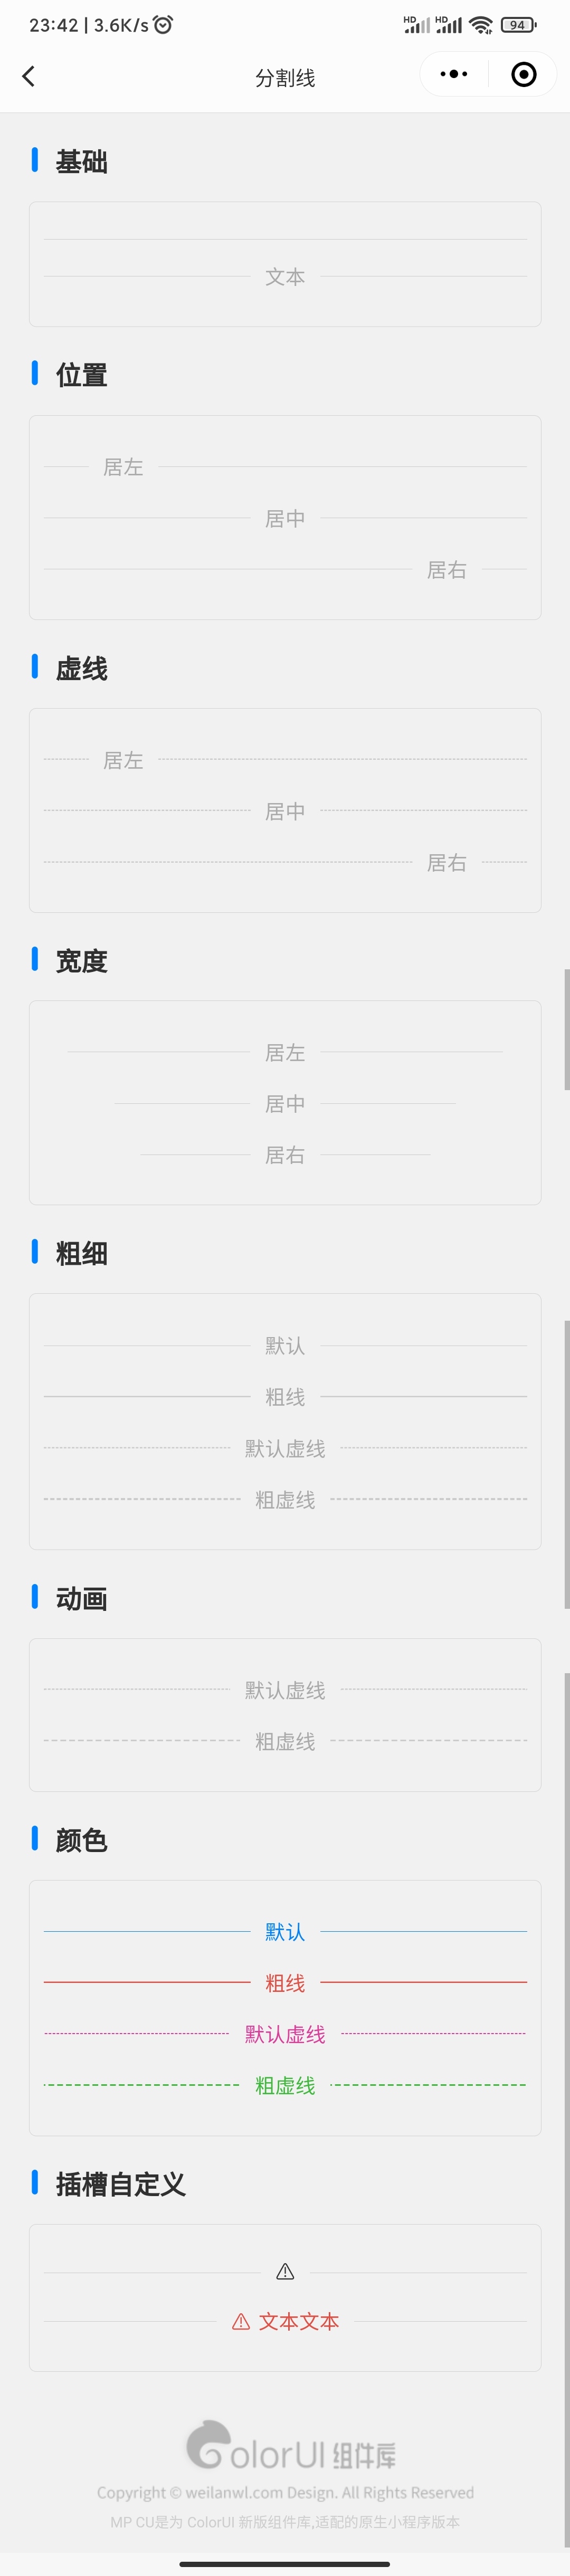 23:42 | 3.6K/s
HD HD 94
分割线
基础
文本
位置
居左
居中
居右
虚线
居左
居中
居右
宽度
居左
居中
居右
粗细
默认
粗线
默认虚线
粗虚线
动画
默认虚线
粗虚线
颜色
默认
粗线
默认虚线
粗虚线
插槽自定义
文本文本
ColorUI 组件库
Copyright © weilanwl.com Design. All Rights Reserved
MP CU是为 ColorUI 新版组件库,适配的原生小程序版本